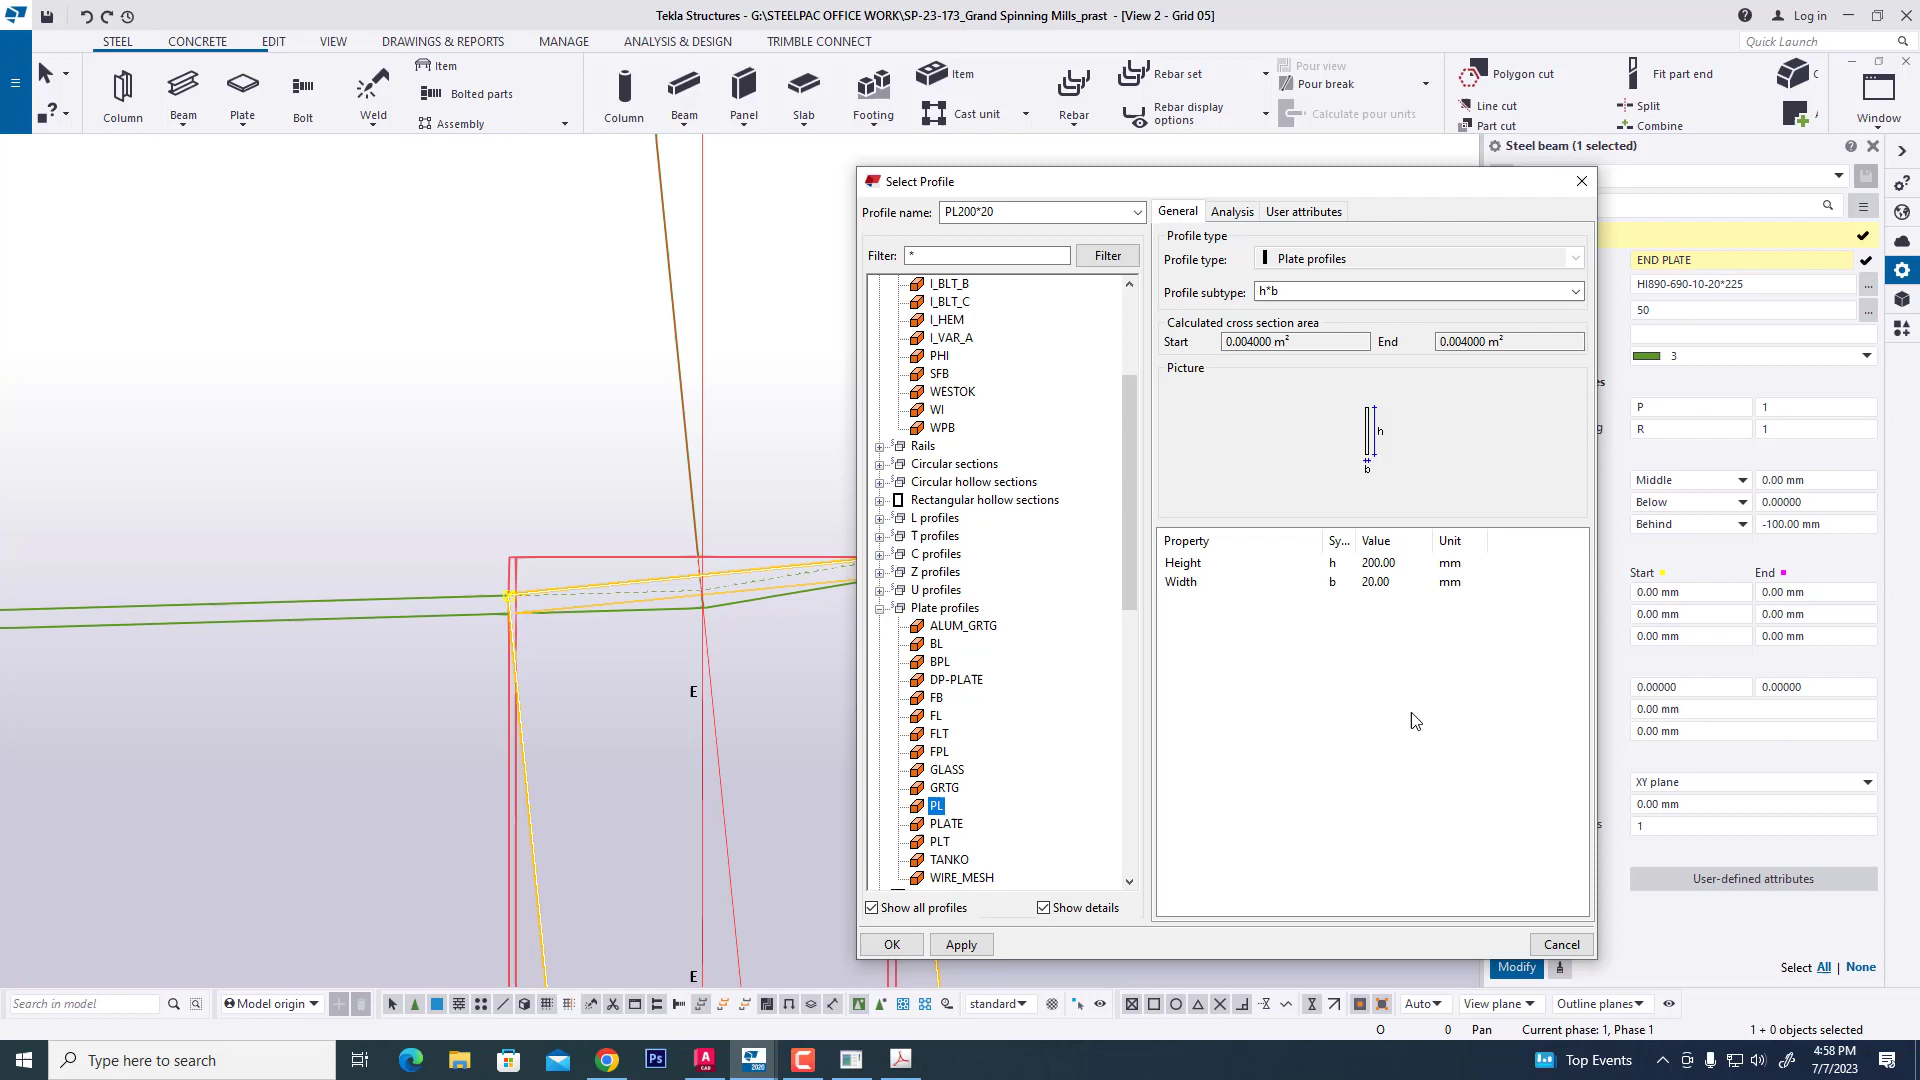 Tekla Structures - G:\STEELPAC OFFICE WORK\SP-23-173_Grand Spinning Mills_prast - [View 2 - Grid 05]
Log in
STEEL CONCRETE EDIT VIEW DRAWINGS & REPORTS MANAGE ANALYSIS & DESIGN TRIMBLE CONNECT
Quick Launch
Column
Beam
Plate
Bolt
Weld
Item
Bolted parts
Assembly
Column
Beam
Panel
Slab
Footing
Item
Cast unit
Rebar
Rebar set
Rebar display
options
Pour view
Pour break
Calculate pour units
Polygon cut
Line cut
Part cut
Fit part end
Split
Combine
Window
Select Profile
Profile name: PL200*20
Filter: * Filter
I_BLT_B
I_BLT_C
I_HEM
I_VAR_A
PHI
SFB
WESTOK
WI
WPB
Rails
Circular sections
Circular hollow sections
Rectangular hollow sections
L profiles
T profiles
C profiles
Z profiles
U profiles
Plate profiles
ALUM_GRTG
BL
BPL
DP-PLATE
FB
FL
FLT
FPL
GLASS
GRTG
PL
PLATE
PLT
TANKO
WIRE_MESH
Show all profiles Show details
OK Apply Cancel
General Analysis User attributes
Profile type
Profile type: Plate profiles
Profile subtype: h*b
Calculated cross section area
Start 0.004000 m² End 0.004000 m²
Picture
h
b
Property Sy... Value Unit
Height h 200.00 mm
Width b 20.00 mm
Steel beam (1 selected)
END PLATE
HI890-690-10-20*225
...
50
...
3
P 1
R 1
Middle 0.00 mm
Below 0.00000
Behind -100.00 mm
Start End
0.00 mm 0.00 mm
0.00 mm 0.00 mm
0.00 mm 0.00 mm
0.00000 0.00000
0.00 mm
0.00 mm
XY plane
0.00 mm
1
User-defined attributes
Modify Select All | None
E
E
Search in model
Model origin
standard
Auto
View plane
Outline planes
O 0 Pan Current phase: 1, Phase 1 1 + 0 objects selected
Type here to search
Top Events
4:58 PM
7/7/2023